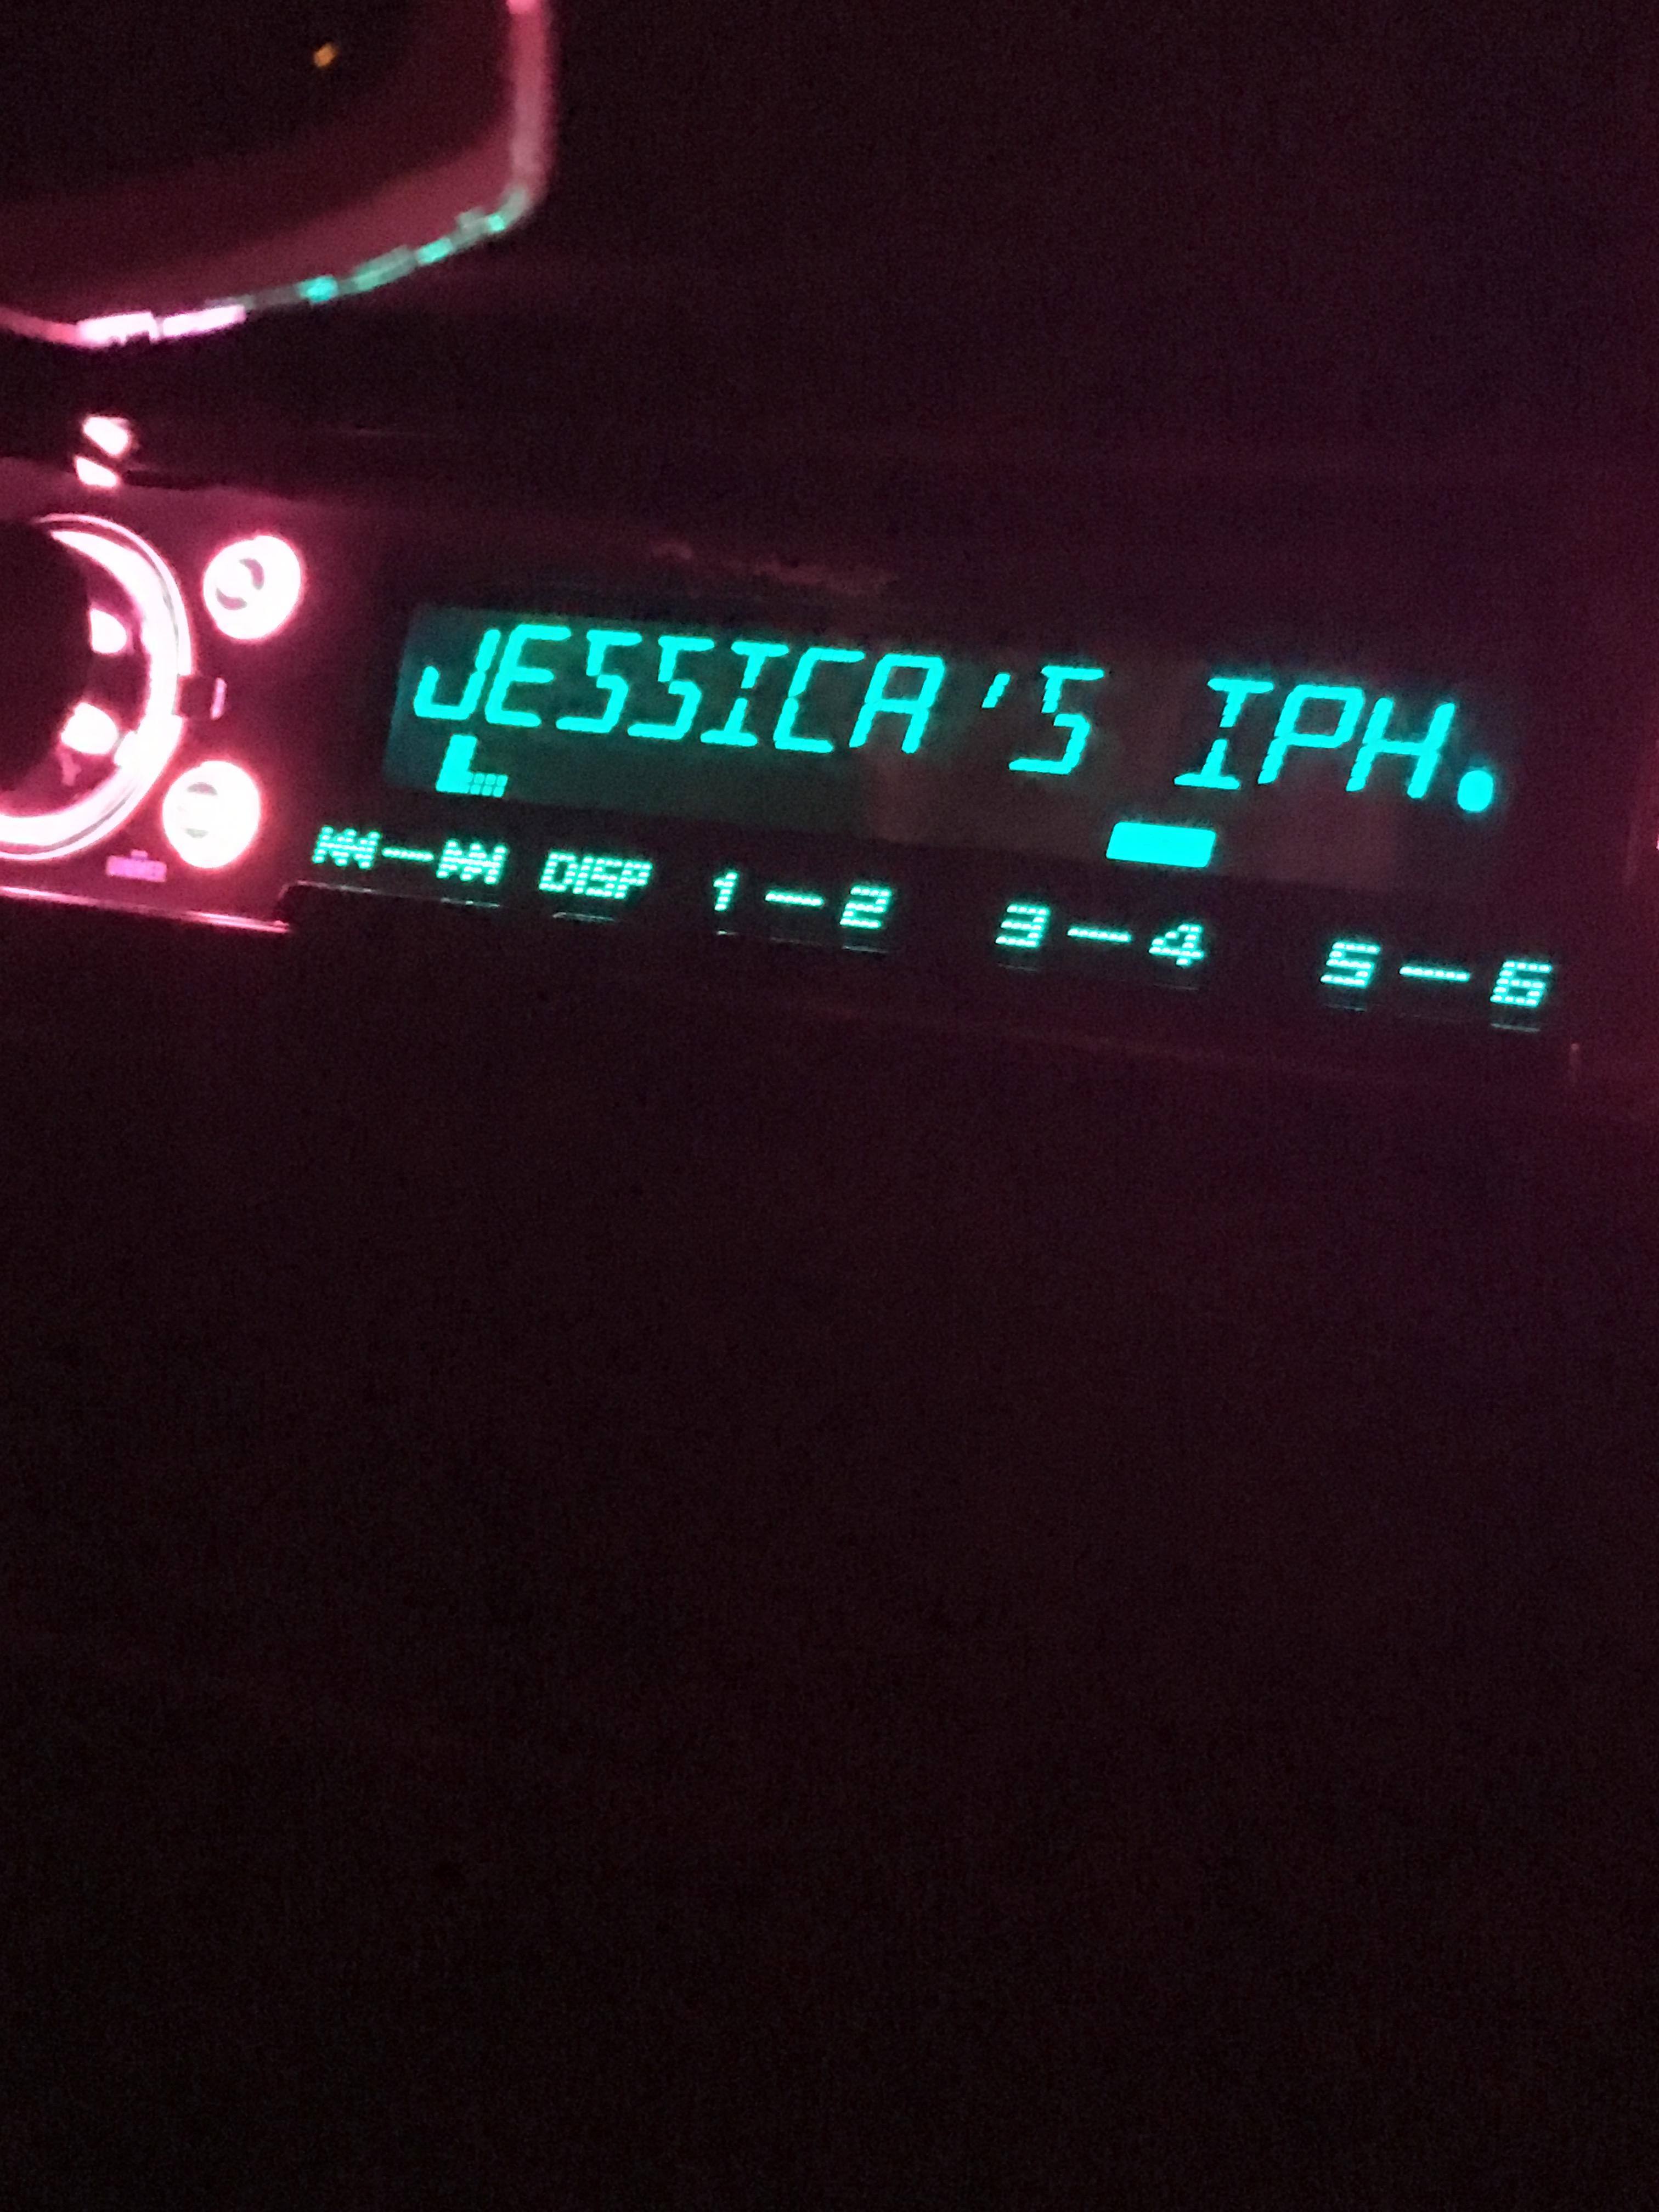 JESSICA'S IPH.
DISP 1 — 2 3 — 4 5 — 6